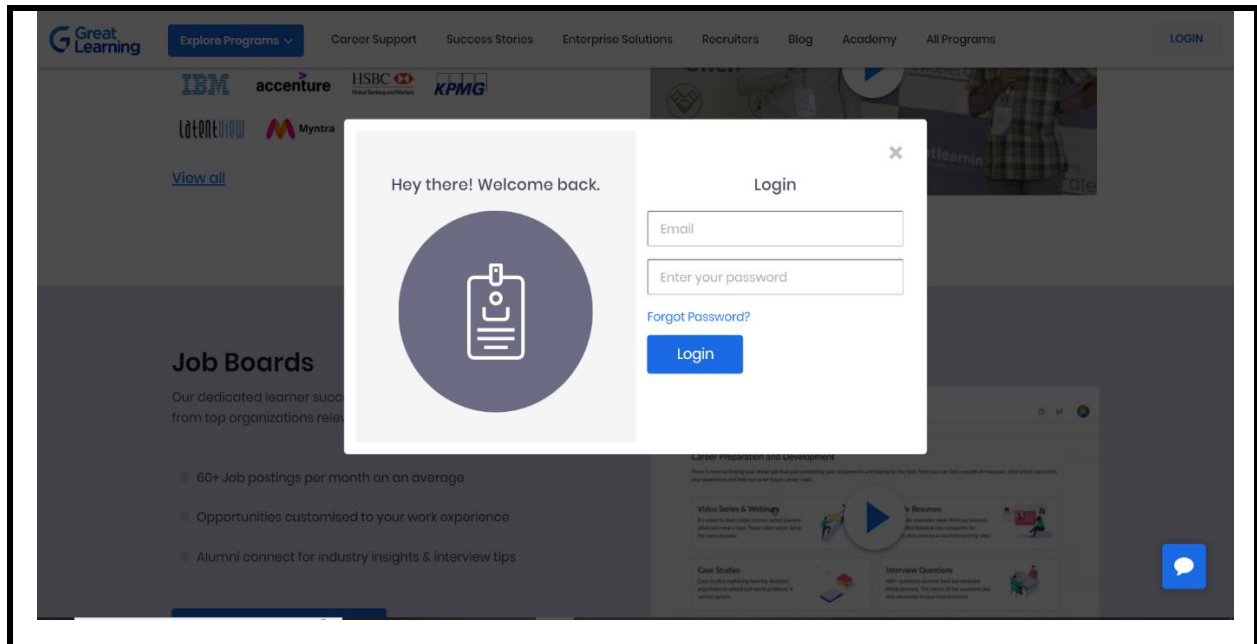 Great Learning
Explore Programs
Career Support
Success Stories
Enterprise Solutions
Recruiters
Blog
Academy
All Programs
LOGIN
IBM
accenture
HSBC
KPMG
LatentView
Myntra
View all
Hey there! Welcome back.
Login
Email
Enter your password
Forgot Password?
Login
Job Boards
Our dedicated learner
from top organizations
60+ Job postings per month on an average
Opportunities customised to your work experience
Alumni connect for industry insights & interview tips
Career Preparation and Development
Video Series & Webinars
Resumes
Case Studies
Interview Questions